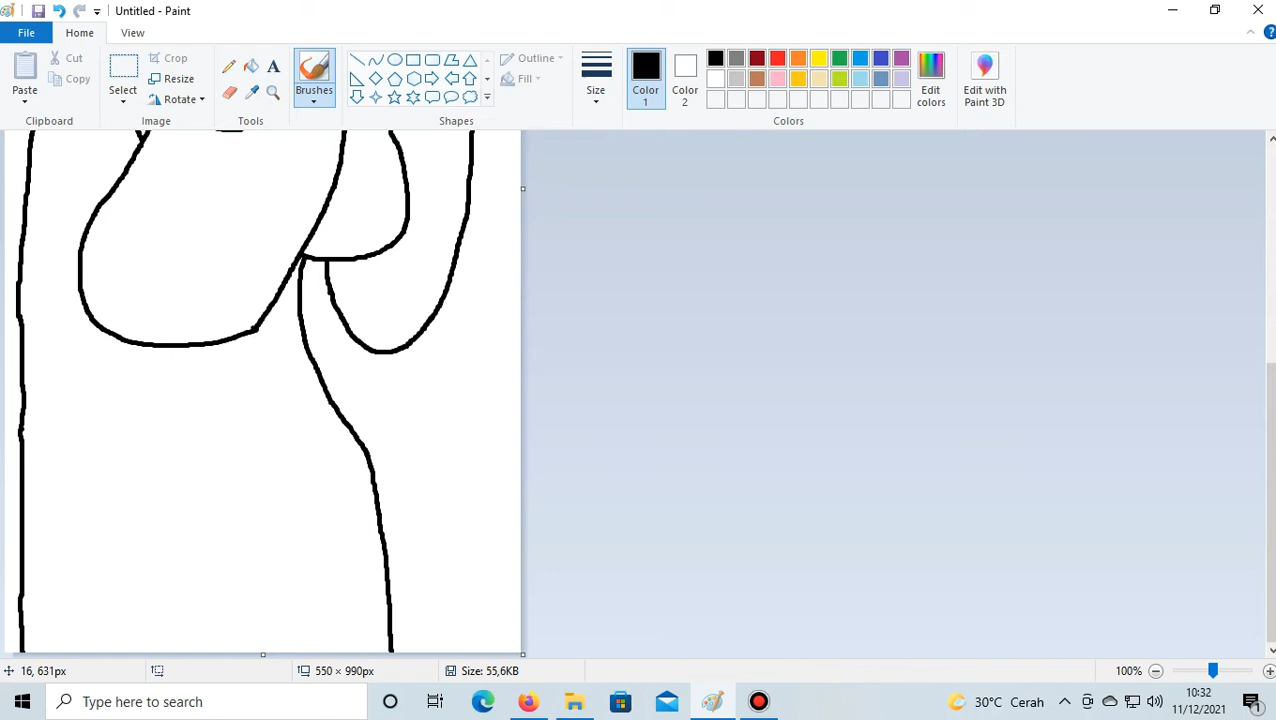 Untitled - Paint
File Home View
Paste
Cut
Copy
Clipboard
Select
Crop
Resize
Rotate
Image
A
Tools
Brushes
Outline
Fill
Shapes
Size
Color 1
Color 2
Edit colors
Colors
Edit with Paint 3D
16, 631px
550 × 990px
Size: 55,6KB
100%
Type here to search
30°C Cerah
10:32
11/12/2021
1